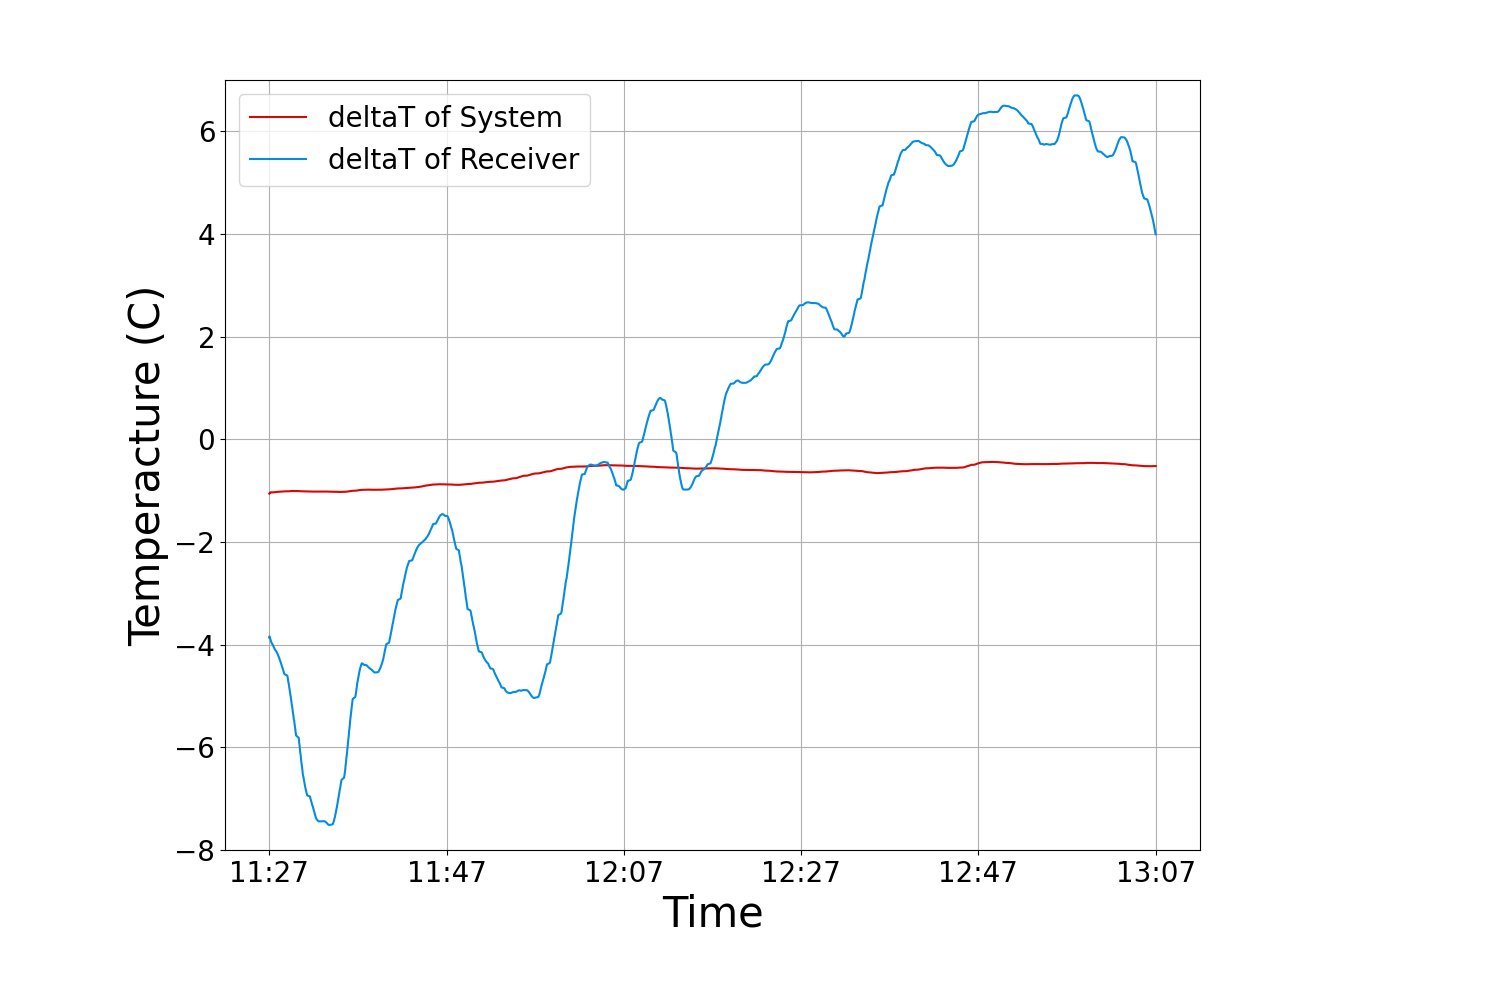 deltaT of System
deltaT of Receiver
6
4
2
0
−2
−4
−6
−8
Temperacture (C)
11:27 11:47 12:07 12:27 12:47 13:07
Time